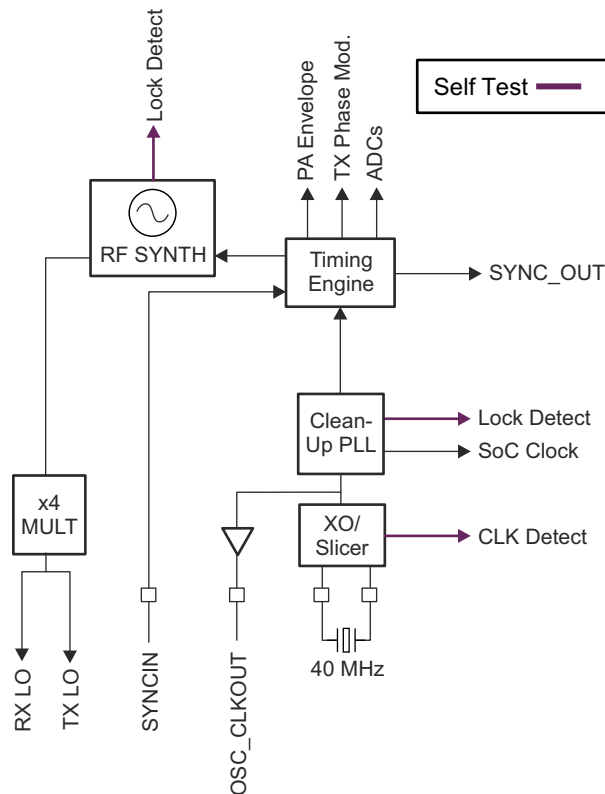 Lock Detect
PA Envelope
TX Phase Mod.
ADCs
Self Test
RF SYNTH
Timing
Engine
SYNC_OUT
Clean-
Up PLL
Lock Detect
SoC Clock
x4
MULT
XO/
Slicer
CLK Detect
RX LO
TX LO
SYNCIN
OSC_CLKOUT
40 MHz